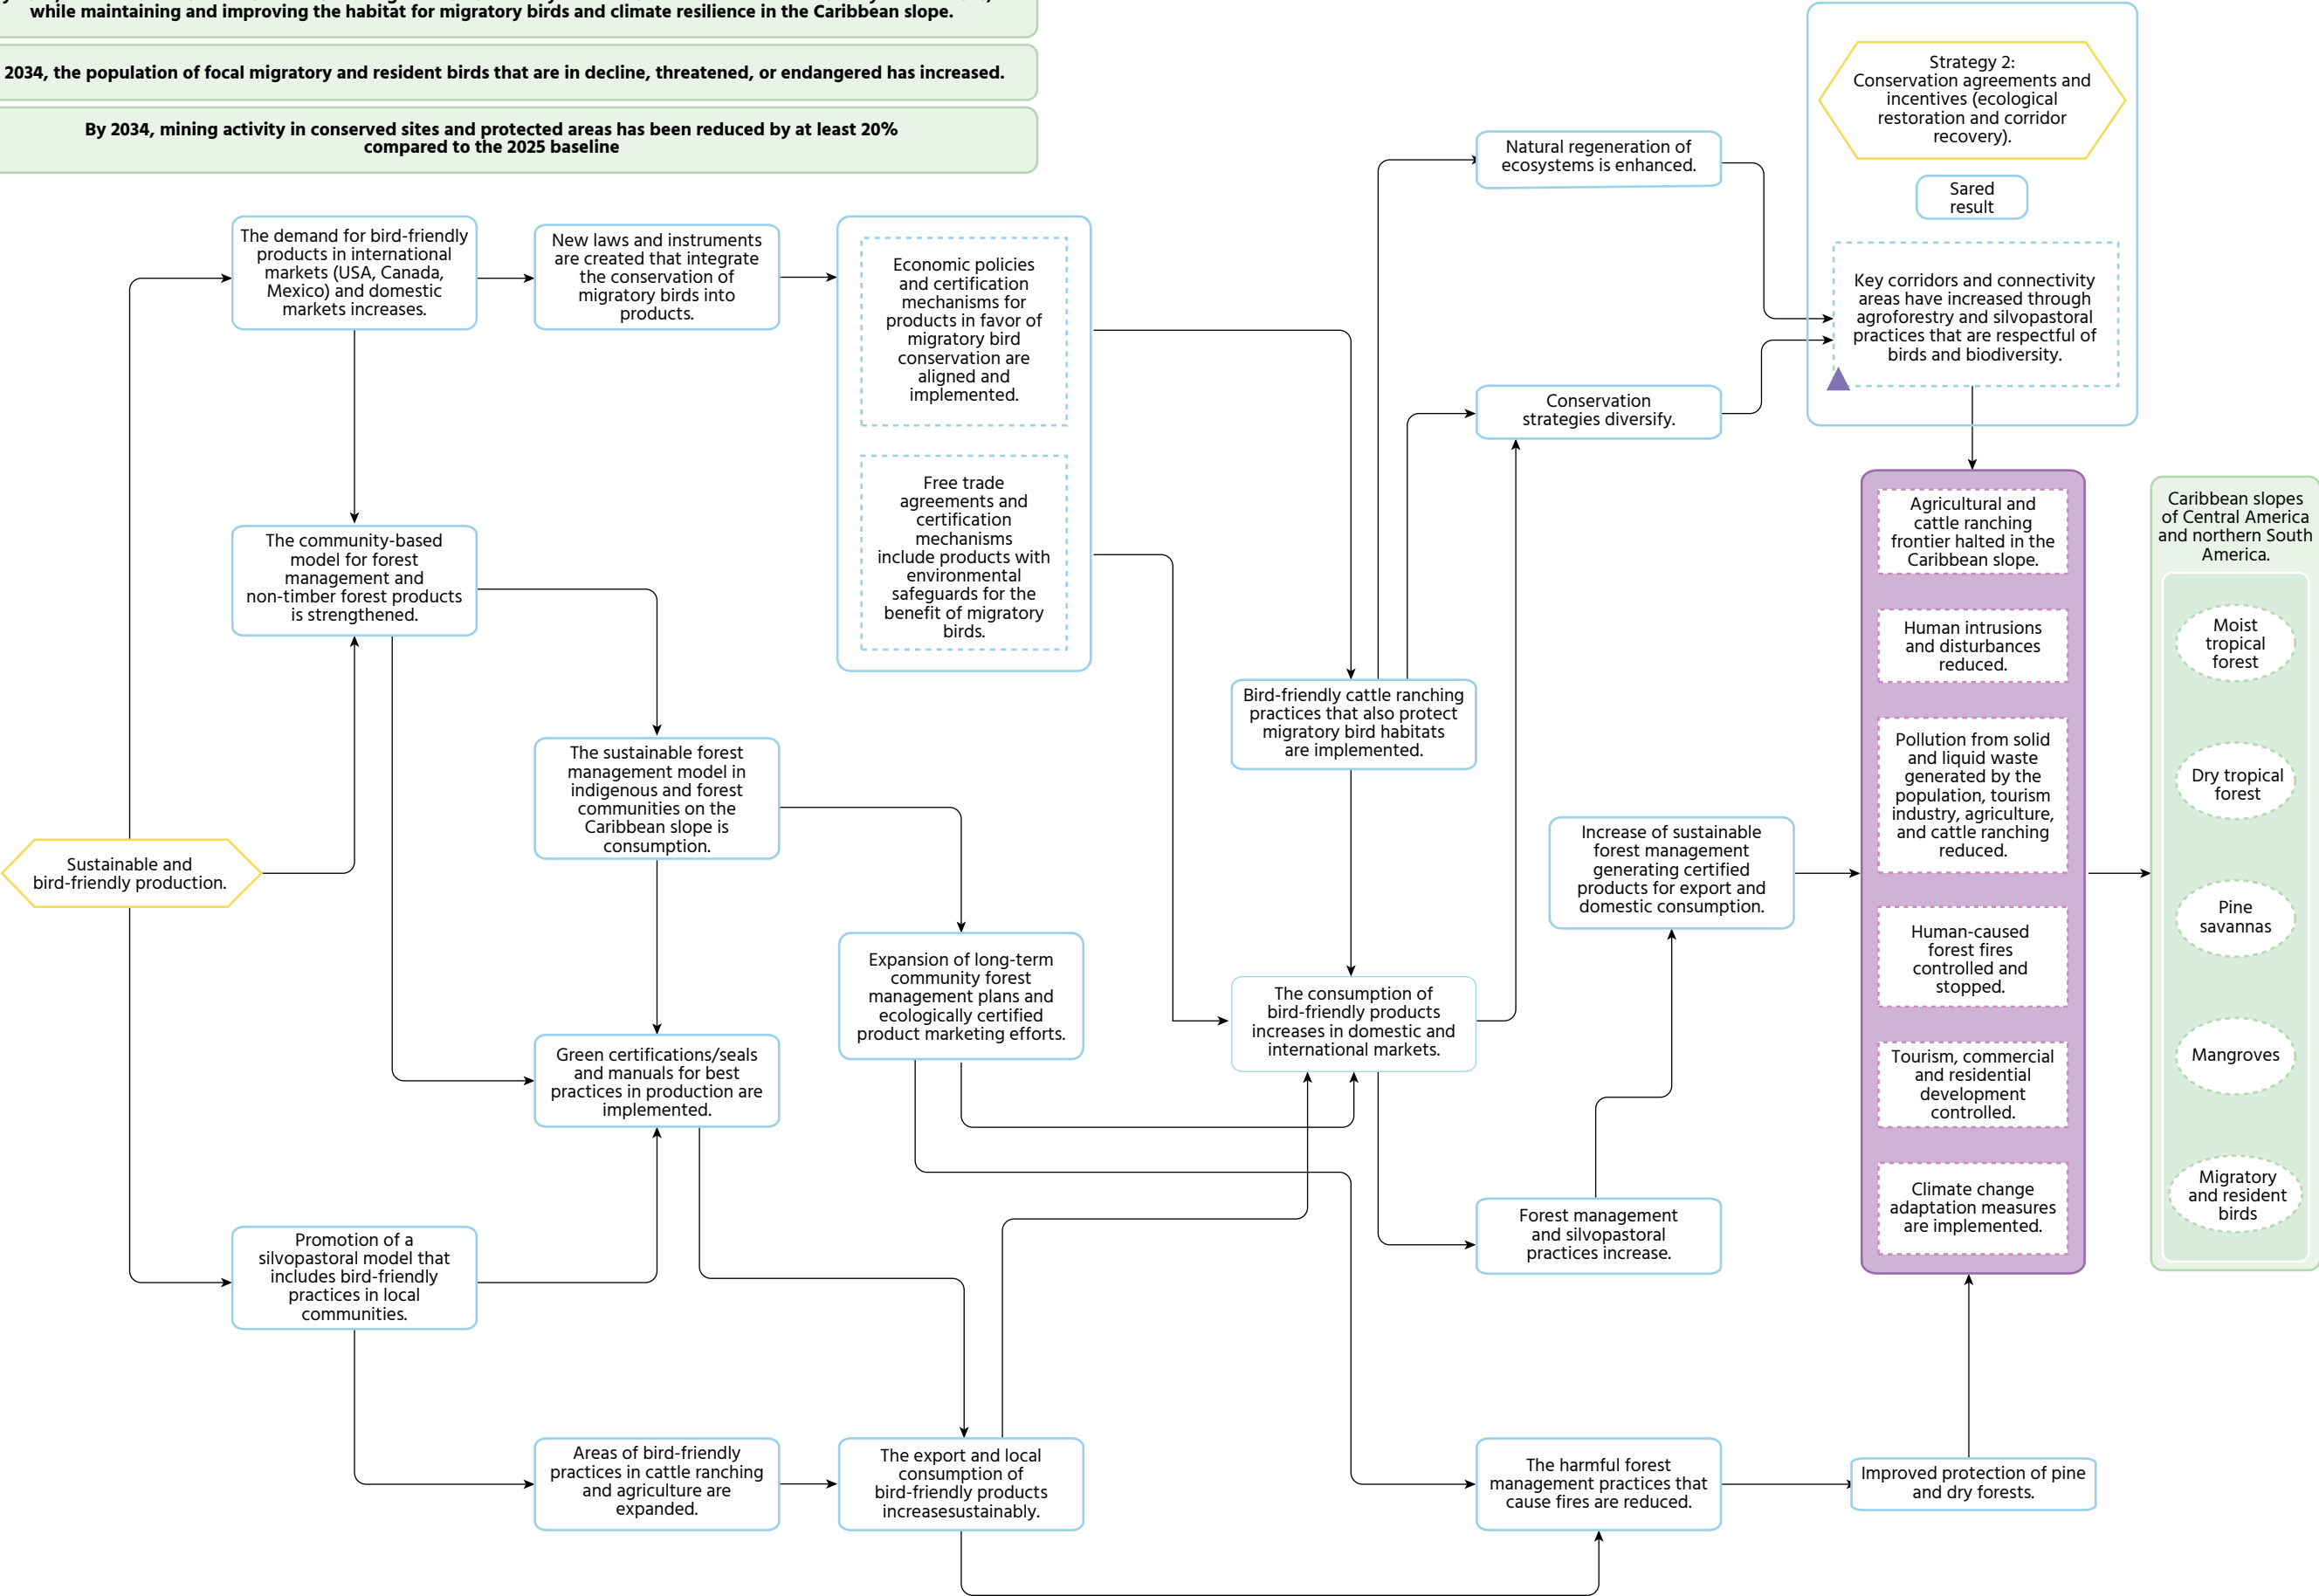 while maintaining and improving the habitat for migratory birds and climate resilience in the Caribbean slope.
2034, the population of focal migratory and resident birds that are in decline, threatened, or endangered has increased.
By 2034, mining activity in conserved sites and protected areas has been reduced by at least 20%
compared to the 2025 baseline
Strategy 2:
Conservation agreements and
incentives (ecological
restoration and corridor
recovery).
Sared
result
Key corridors and connectivity
areas have increased through
agroforestry and silvopastoral
practices that are respectful of
birds and biodiversity.
Natural regeneration of
ecosystems is enhanced.
Conservation
strategies diversify.
The demand for bird-friendly
products in international
markets (USA, Canada,
Mexico) and domestic
markets increases.
New laws and instruments
are created that integrate
the conservation of
migratory birds into
products.
Economic policies
and certification
mechanisms for
products in favor of
migratory bird
conservation are
aligned and
implemented.
Free trade
agreements and
certification
mechanisms
include products with
environmental
safeguards for the
benefit of migratory
birds.
The community-based
model for forest
management and
non-timber forest products
is strengthened.
Bird-friendly cattle ranching
practices that also protect
migratory bird habitats
are implemented.
The sustainable forest
management model in
indigenous and forest
communities on the
Caribbean slope is
consumption.
Sustainable and
bird-friendly production.
Increase of sustainable
forest management
generating certified
products for export and
domestic consumption.
Expansion of long-term
community forest
management plans and
ecologically certified
product marketing efforts.
The consumption of
bird-friendly products
increases in domestic and
international markets.
Green certifications/seals
and manuals for best
practices in production are
implemented.
Forest management
and silvopastoral
practices increase.
Promotion of a
silvopastoral model that
includes bird-friendly
practices in local
communities.
Areas of bird-friendly
practices in cattle ranching
and agriculture are
expanded.
The export and local
consumption of
bird-friendly products
increasesustainably.
The harmful forest
management practices that
cause fires are reduced.
Improved protection of pine
and dry forests.
Agricultural and
cattle ranching
frontier halted in the
Caribbean slope.
Human intrusions
and disturbances
reduced.
Pollution from solid
and liquid waste
generated by the
population, tourism
industry, agriculture,
and cattle ranching
reduced.
Human-caused
forest fires
controlled and
stopped.
Tourism, commercial
and residential
development
controlled.
Climate change
adaptation measures
are implemented.
Caribbean slopes
of Central America
and northern South
America.
Moist
tropical
forest
Dry tropical
forest
Pine
savannas
Mangroves
Migratory
and resident
birds